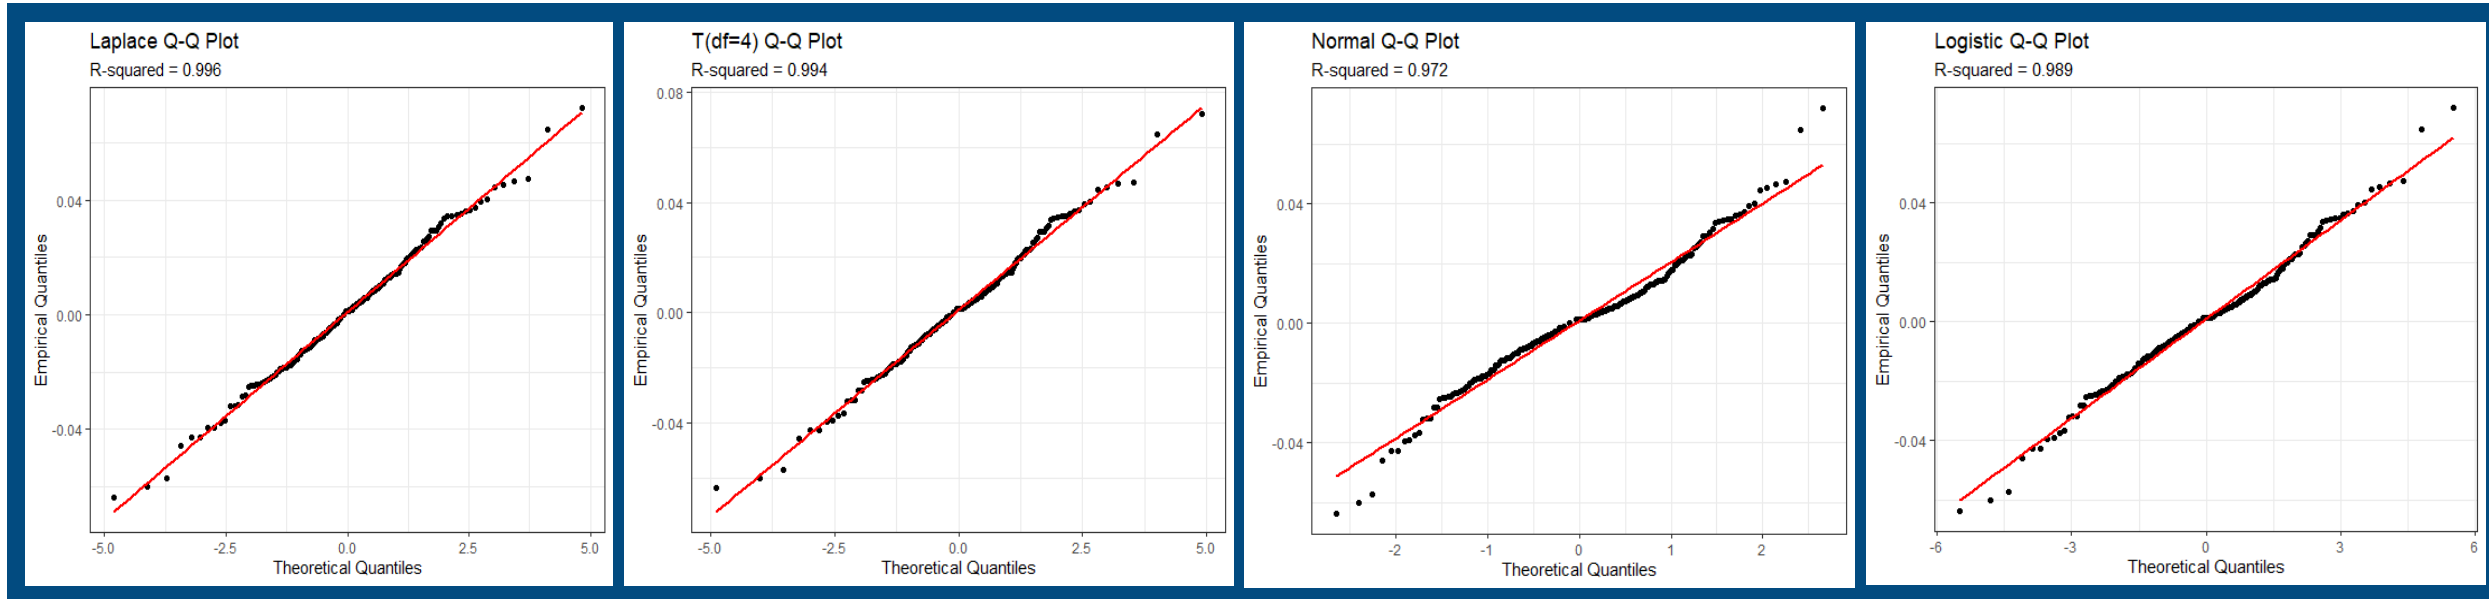 Laplace Q-Q Plot
R-squared = 0.996
0.04
0.00
-0.04
Empirical Quantiles
-5.0 -2.5 0.0 2.5 5.0
Theoretical Quantiles
T(df=4) Q-Q Plot
R-squared = 0.994
0.08
0.04
0.00
-0.04
Empirical Quantiles
-5.0 -2.5 0.0 2.5 5.0
Theoretical Quantiles
Normal Q-Q Plot
R-squared = 0.972
0.04
0.00
-0.04
Empirical Quantiles
-2 -1 0 1 2
Theoretical Quantiles
Logistic Q-Q Plot
R-squared = 0.989
0.04
0.00
-0.04
Empirical Quantiles
-6 -3 0 3 6
Theoretical Quantiles